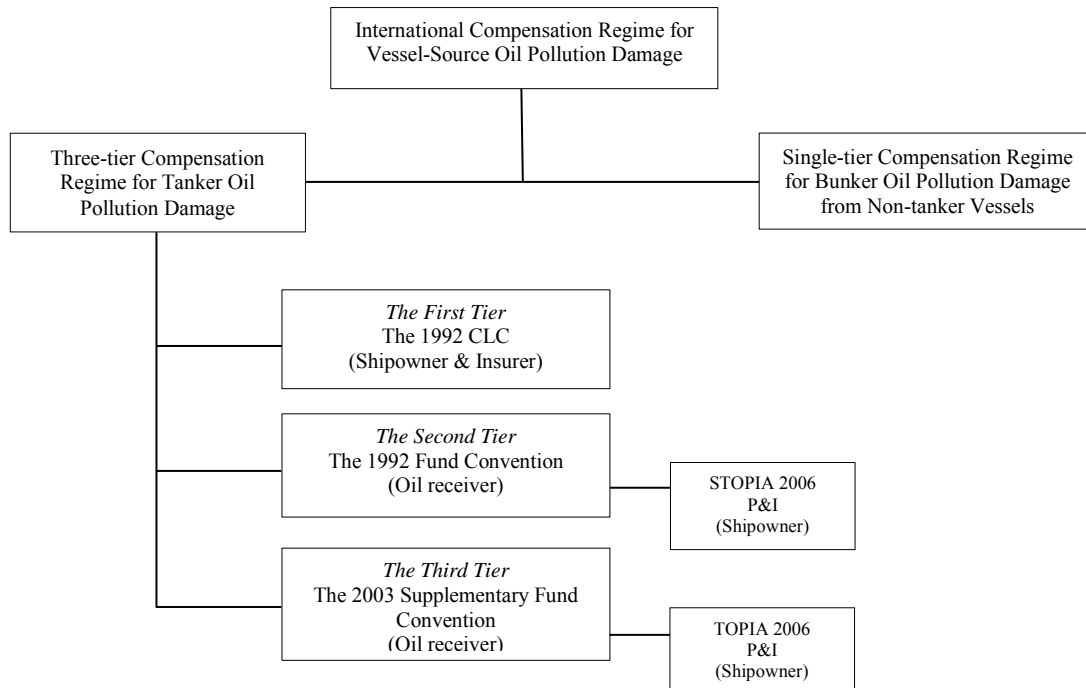 International Compensation Regime for
Vessel-Source Oil Pollution Damage
Three-tier Compensation
Regime for Tanker Oil
Pollution Damage
Single-tier Compensation Regime
for Bunker Oil Pollution Damage
from Non-tanker Vessels
The First Tier
The 1992 CLC
(Shipowner & Insurer)
The Second Tier
The 1992 Fund Convention
(Oil receiver)
STOPIA 2006
P&I
(Shipowner)
The Third Tier
The 2003 Supplementary Fund
Convention
(Oil receiver)
TOPIA 2006
P&I
(Shipowner)